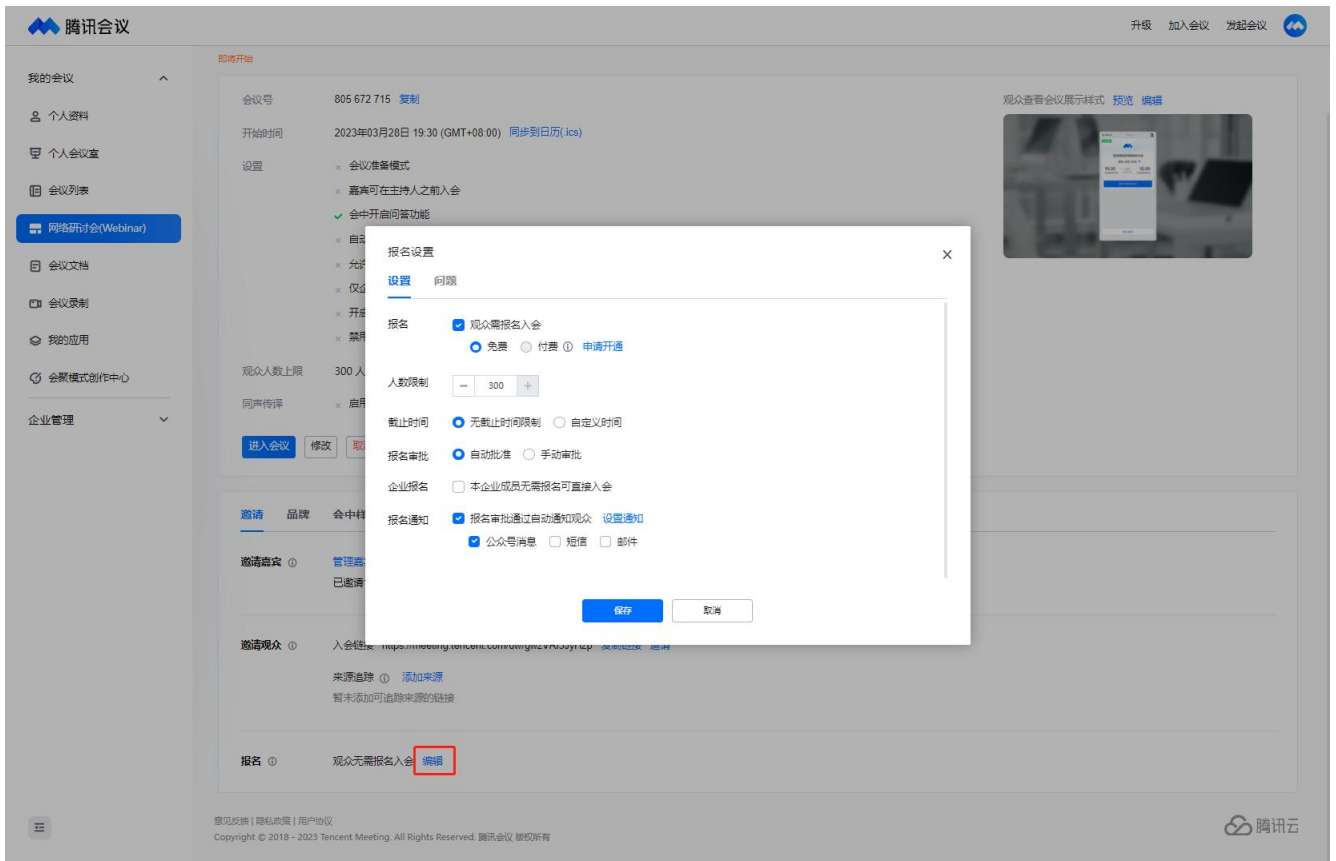 腾讯会议
升级 加入会议 发起会议
我的会议
个人资料
个人会议室
会议列表
网络研讨会(Webinar)
会议文档
会议录制
我的应用
会聚模式创作中心
企业管理
即将开始
会议号 805 672 715 复制
开始时间 2023年03月28日 19:30 (GMT+08:00) 同步到日历(.ics)
设置 × 会议准备模式
× 嘉宾可在主持人之前入会
会中开启问答功能
× 自动
× 允许
× 仅企
× 开启
× 禁用
观众人数上限 300 人
同声传译 × 启用
进入会议 修改 取
观众查看会议展示样式 预览 编辑
报名设置
设置 问题
报名 观众需报名入会
免费 付费 申请开通
人数限制 － 300 ＋
截止时间 无截止时间限制 自定义时间
报名审批 自动批准 手动审批
企业报名 本企业成员无需报名可直接入会
报名通知 报名审批通过自动通知观众 设置通知
公众号消息 短信 邮件
保存 取消
邀请 品牌 会中样
邀请嘉宾 管理嘉
已邀请
邀请观众 入会链接
来源追踪 添加来源
暂未添加可追踪来源的链接
报名 观众无需报名入会 编辑
意见反馈 | 隐私政策 | 用户协议
Copyright © 2018 - 2023 Tencent Meeting. All Rights Reserved. 腾讯会议 版权所有
腾讯云